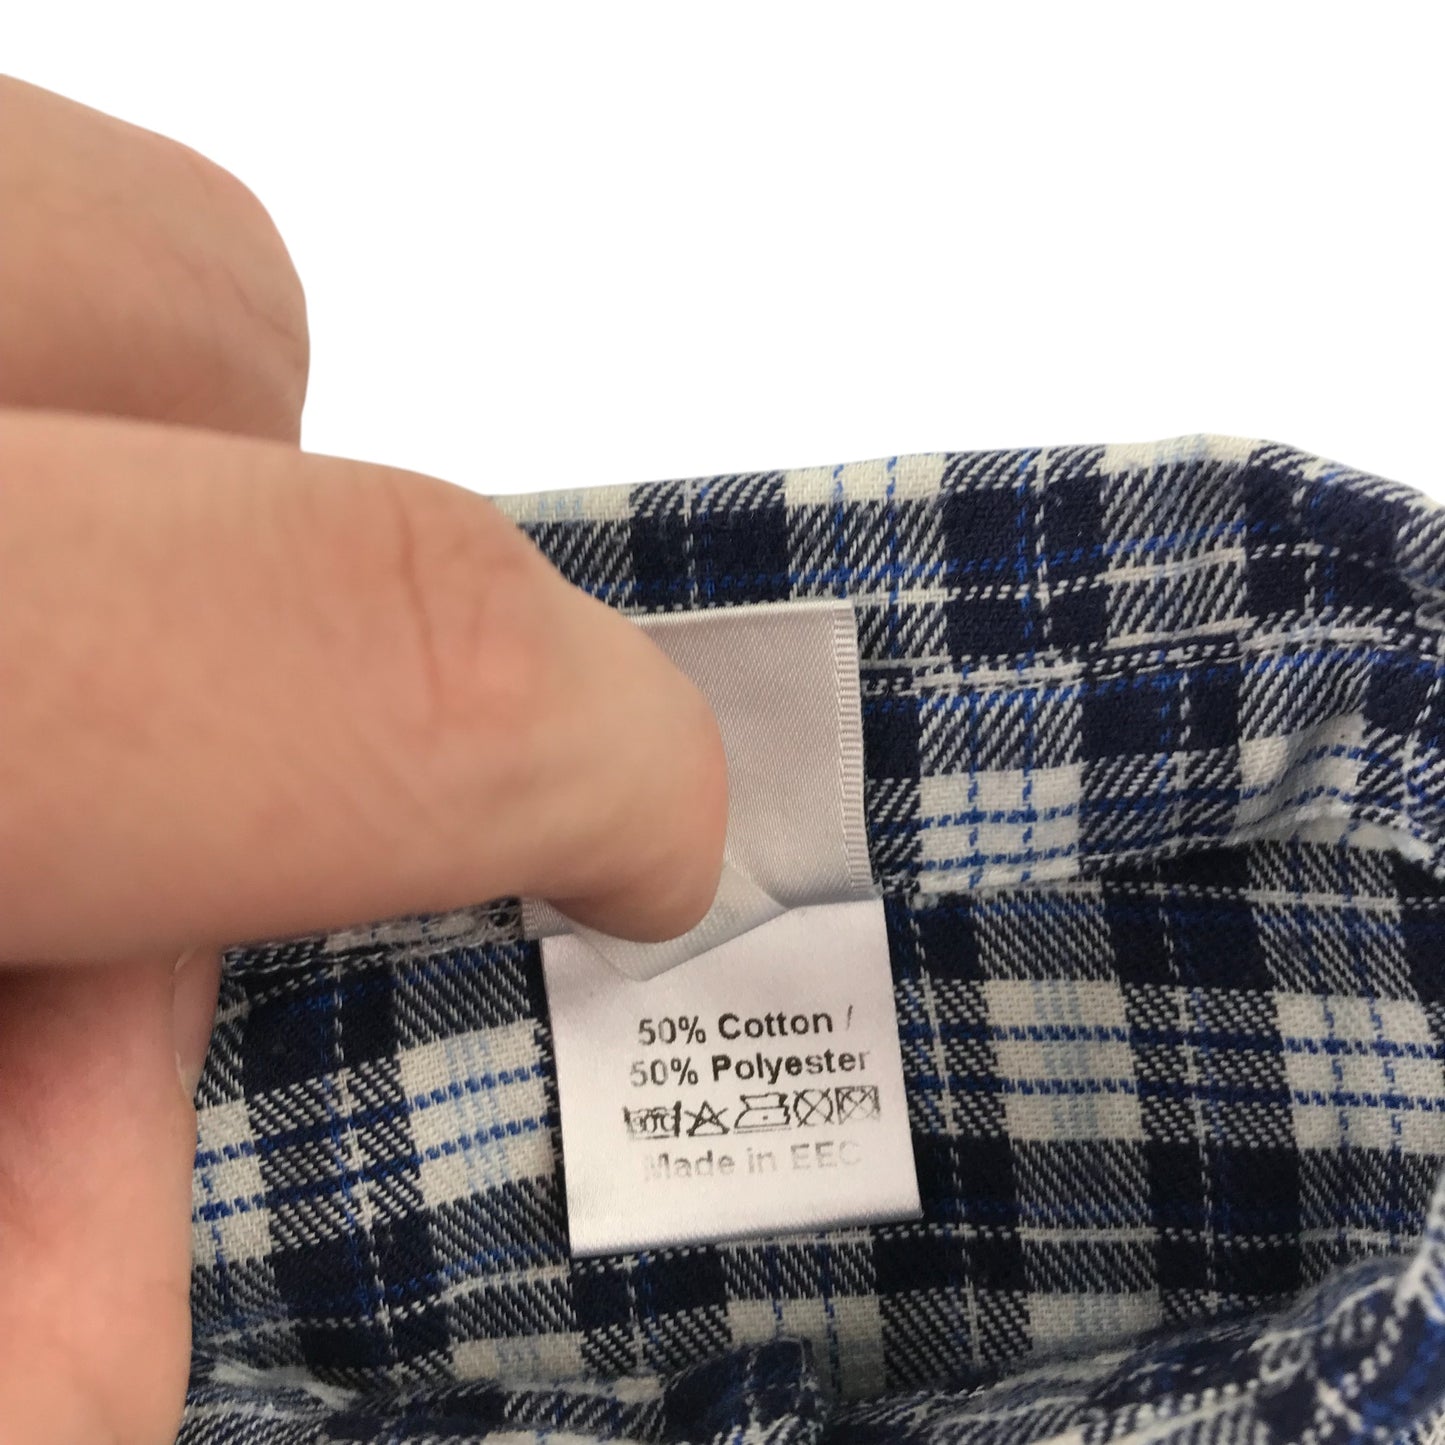 50% Cotton /
50% Polyester
Made in EEC